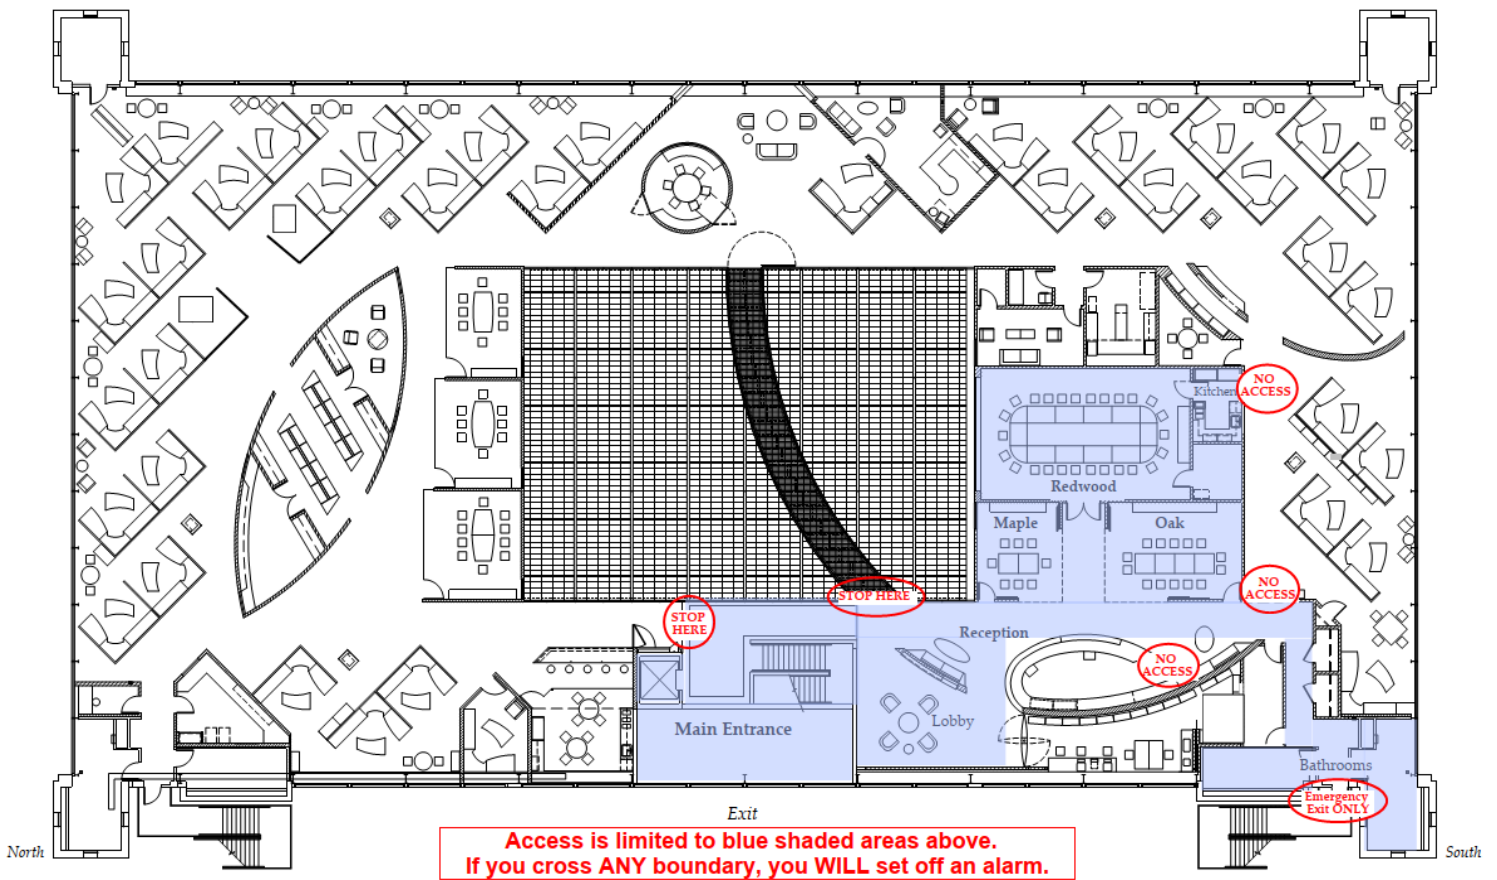 NO
ACCESS
Kitchen
Redwood
Maple
Oak
NO
ACCESS
STOP HERE
STOP
HERE
Reception
NO
ACCESS
Lobby
Main Entrance
Bathrooms
Emergency
Exit ONLY
Exit
North
South
Access is limited to blue shaded areas above.
If you cross ANY boundary, you WILL set off an alarm.